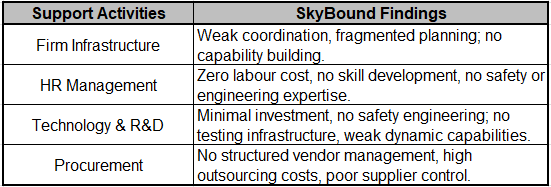 Support Activities SkyBound Findings
Firm Infrastructure
Weak coordination, fragmented planning; no
capability building.
HR Management
Zero labour cost, no skill development, no safety or
engineering expertise.
Technology & R&D
Minimal investment, no safety engineering; no
testing infrastructure, weak dynamic capabilities.
Procurement
No structured vendor management, high
outsourcing costs, poor supplier control.